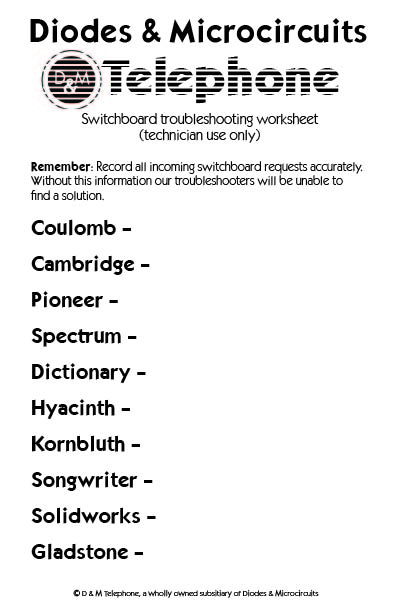 Diodes & Microcircuits
D&M
Telephone
Switchboard troubleshooting worksheet
(technician use only)
Remember: Record all incoming switchboard requests accurately.
Without this information our troubleshooters will be unable to
find a solution.
Coulomb –
Cambridge –
Pioneer –
Spectrum –
Dictionary –
Hyacinth –
Kornbluth –
Songwriter –
Solidworks –
Gladstone –
© D & M Telephone, a wholly owned subsitiary of Diodes & Microcircuits